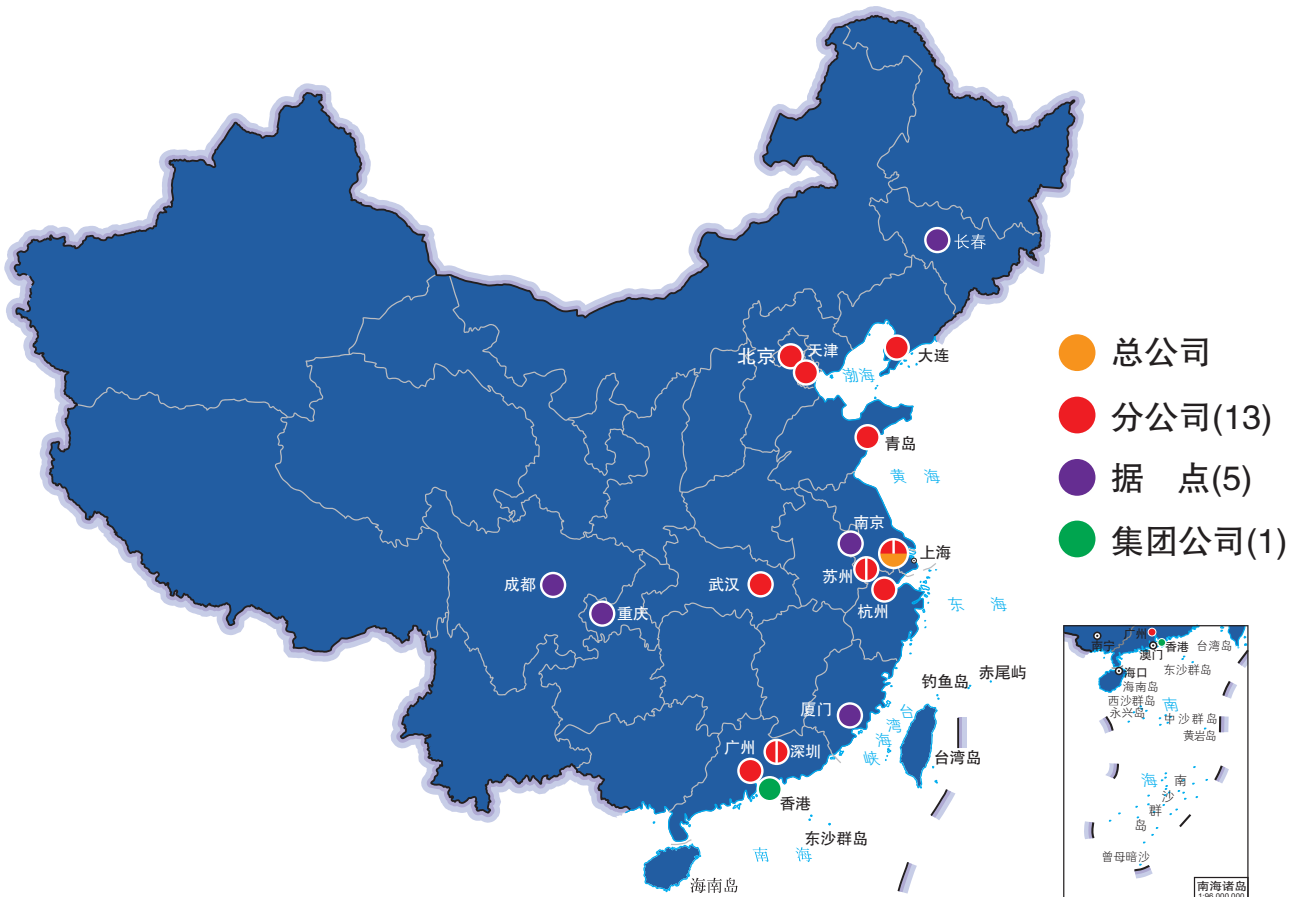 长春
北京
天津
大连
渤海
青岛
黄 海
南京
上海
苏州
杭州
武汉
成都
重庆
东 海
钓鱼岛
赤尾屿
厦门
台湾海峡
台湾岛
广州
深圳
香港
东沙群岛
南 海
海南岛
总公司
分公司(13)
据 点(5)
集团公司(1)
广州
南宁
香港
澳门
台湾岛
东沙群岛
海口
海南岛
西沙群岛
永兴岛
南
中沙群岛
黄岩岛
海
南沙群岛
曾母暗沙
南海诸岛
1:96 000 000